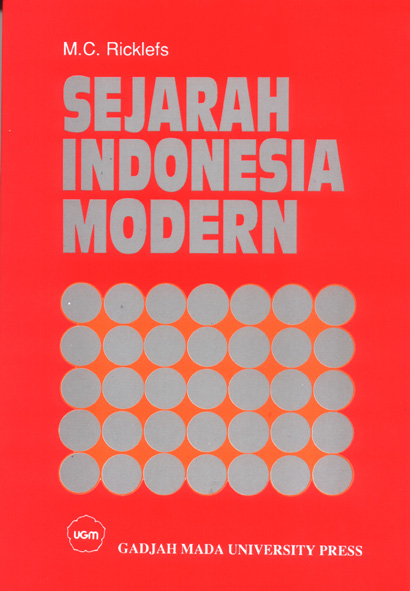 M.C. Ricklefs
SEJARAH
INDONESIA
MODERN
UGM
GADJAH MADA UNIVERSITY PRESS